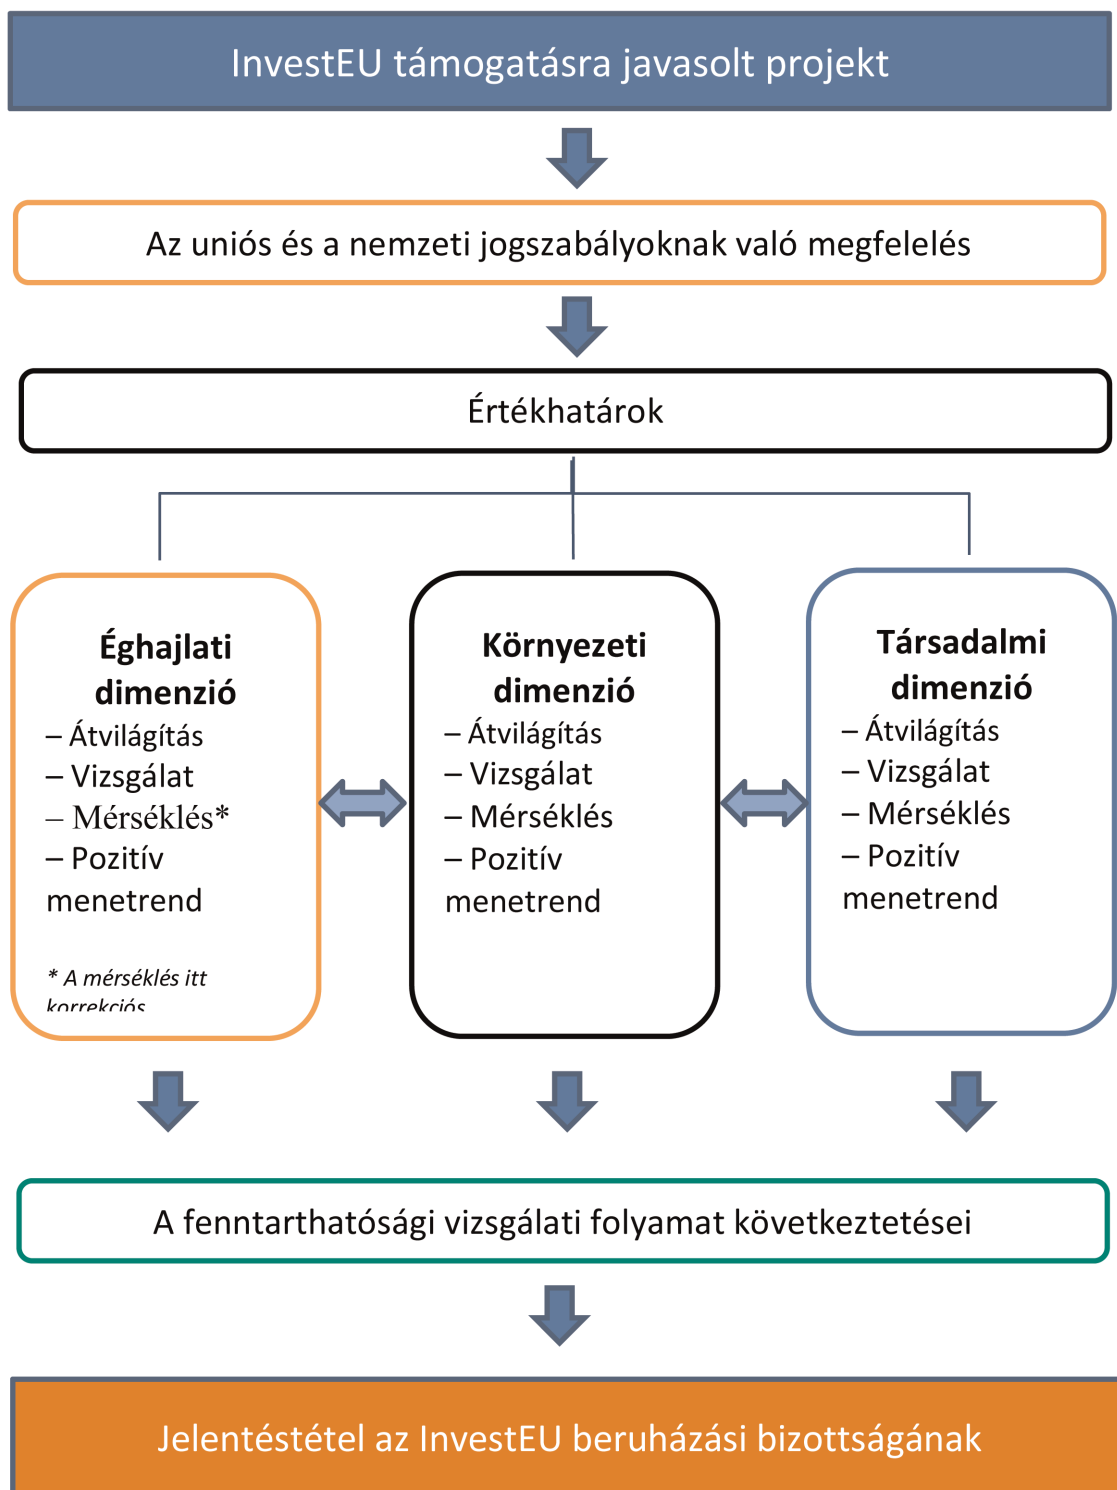 InvestEU támogatásra javasolt projekt
Az uniós és a nemzeti jogszabályoknak való megfelelés
Értékhatárok
Éghajlati
dimenzió
– Átvilágítás
– Vizsgálat
– Mérséklés*
– Pozitív
menetrend
* A mérséklés itt
korrekciós
Környezeti
dimenzió
– Átvilágítás
– Vizsgálat
– Mérséklés
– Pozitív
menetrend
Társadalmi
dimenzió
– Átvilágítás
– Vizsgálat
– Mérséklés
– Pozitív
menetrend
A fenntarthatósági vizsgálati folyamat következtetései
Jelentéstétel az InvestEU beruházási bizottságának